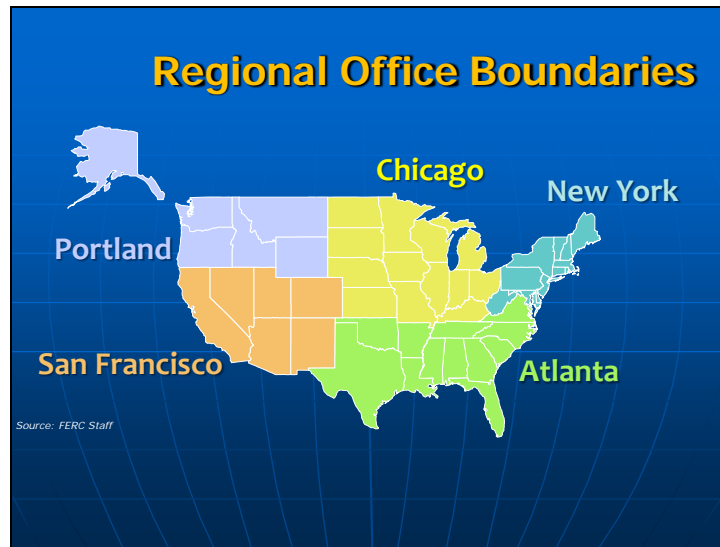 Regional Office Boundaries
Chicago
New York
Portland
San Francisco
Atlanta
Source: FERC Staff